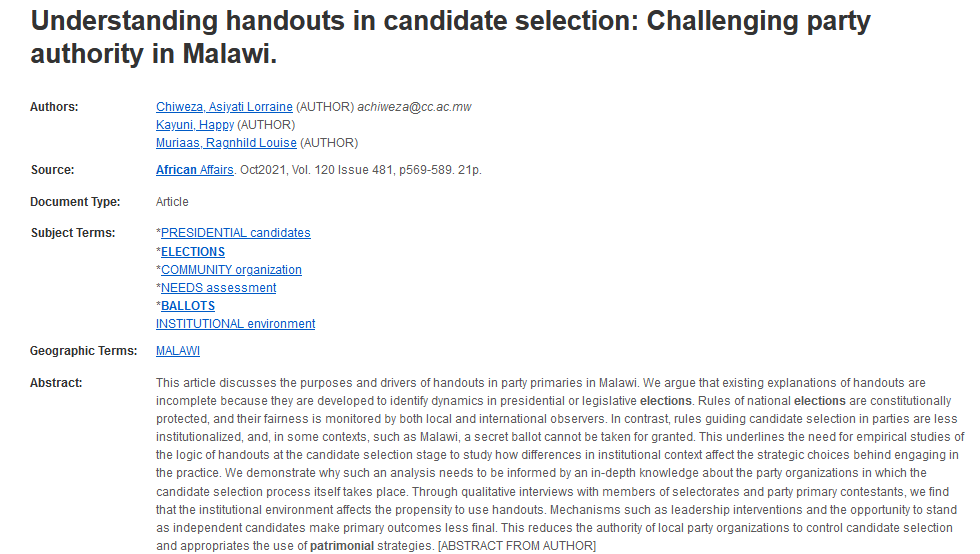 Understanding handouts in candidate selection: Challenging party
authority in Malawi.
Authors: Chiweza, Asiyati Lorraine (AUTHOR) achiweza@cc.ac.mw
Kayuni, Happy (AUTHOR)
Muriaas, Ragnhild Louise (AUTHOR)
Source: African Affairs. Oct2021, Vol. 120 Issue 481, p569-589. 21p.
Document Type: Article
Subject Terms: *PRESIDENTIAL candidates
*ELECTIONS
*COMMUNITY organization
*NEEDS assessment
*BALLOTS
INSTITUTIONAL environment
Geographic Terms: MALAWI
Abstract: This article discusses the purposes and drivers of handouts in party primaries in Malawi. We argue that existing explanations of handouts are
incomplete because they are developed to identify dynamics in presidential or legislative elections. Rules of national elections are constitutionally
protected, and their fairness is monitored by both local and international observers. In contrast, rules guiding candidate selection in parties are less
institutionalized, and, in some contexts, such as Malawi, a secret ballot cannot be taken for granted. This underlines the need for empirical studies of
the logic of handouts at the candidate selection stage to study how differences in institutional context affect the strategic choices behind engaging in
the practice. We demonstrate why such an analysis needs to be informed by an in-depth knowledge about the party organizations in which the
candidate selection process itself takes place. Through qualitative interviews with members of selectorates and party primary contestants, we find
that the institutional environment affects the propensity to use handouts. Mechanisms such as leadership interventions and the opportunity to stand
as independent candidates make primary outcomes less final. This reduces the authority of local party organizations to control candidate selection
and appropriates the use of patrimonial strategies. [ABSTRACT FROM AUTHOR]